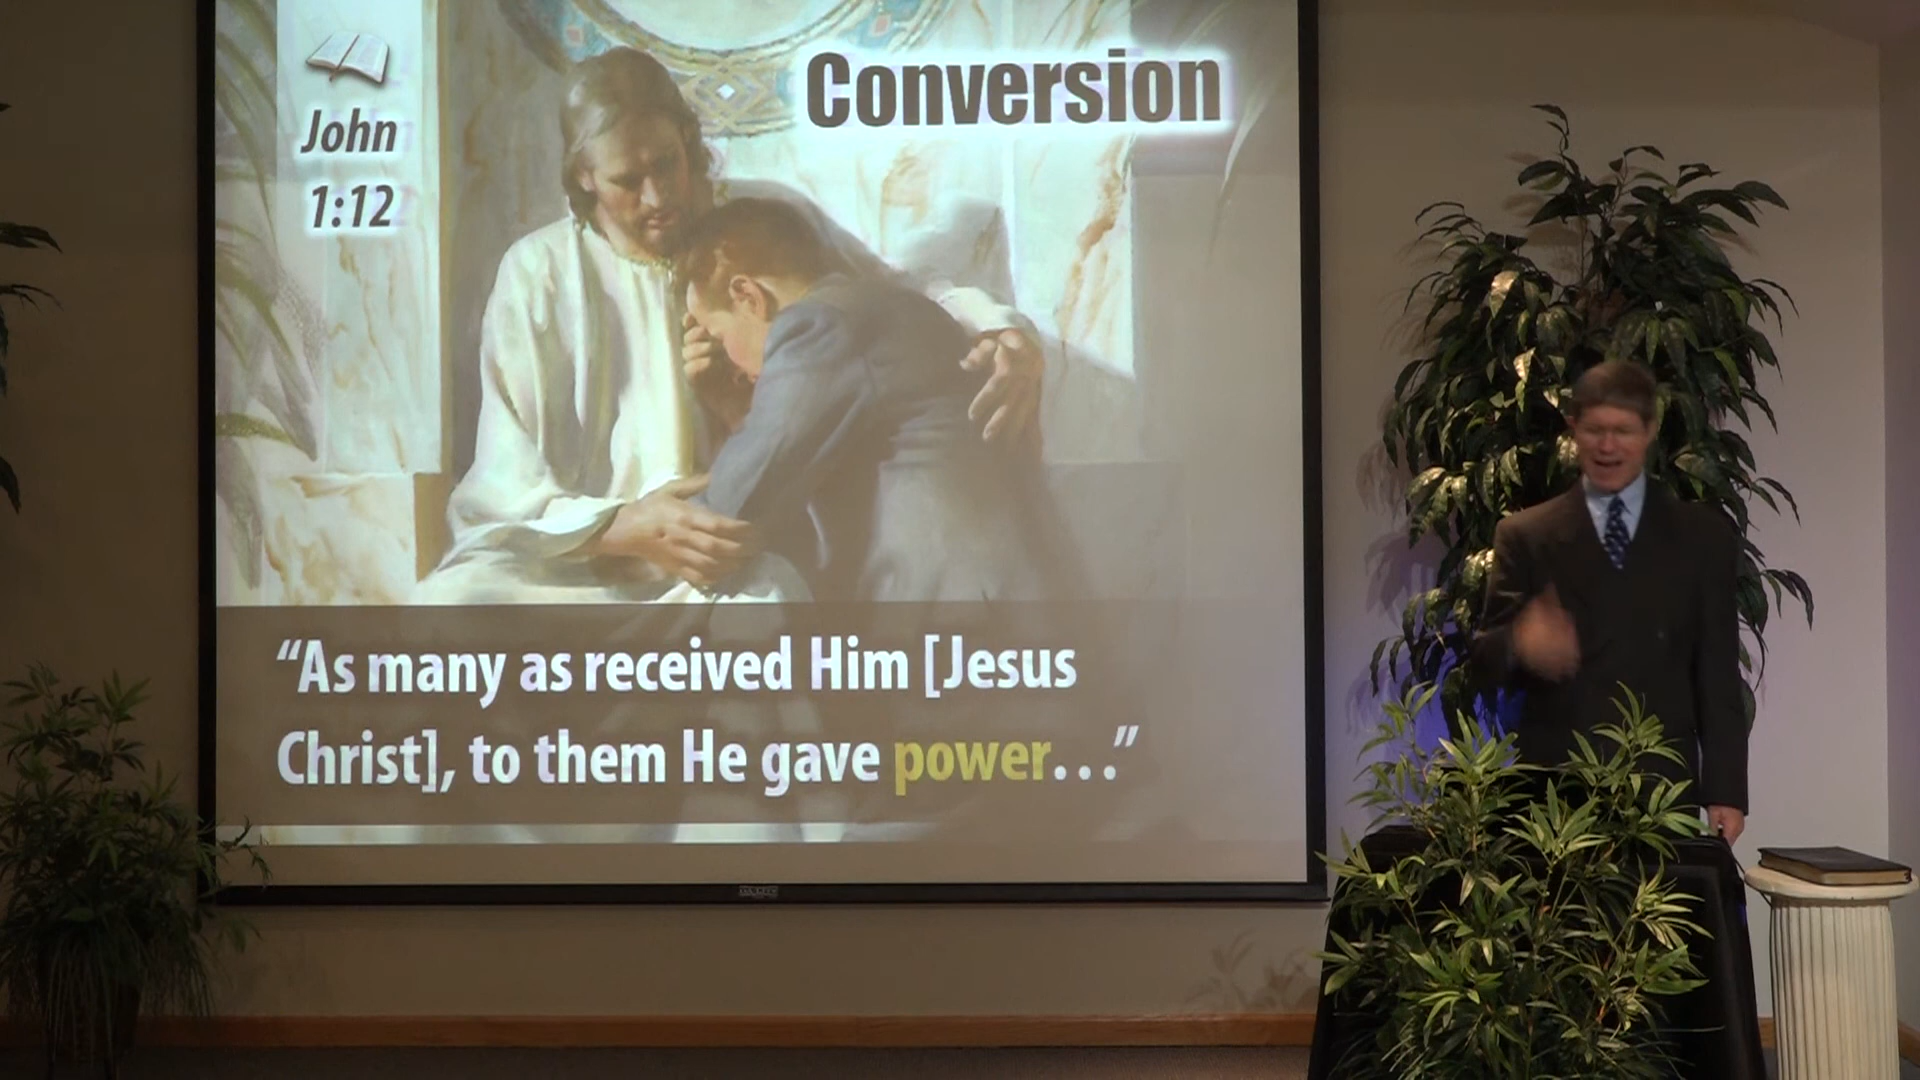 John
1:12
Conversion
“As many as received Him [Jesus
Christ], to them He gave power...”